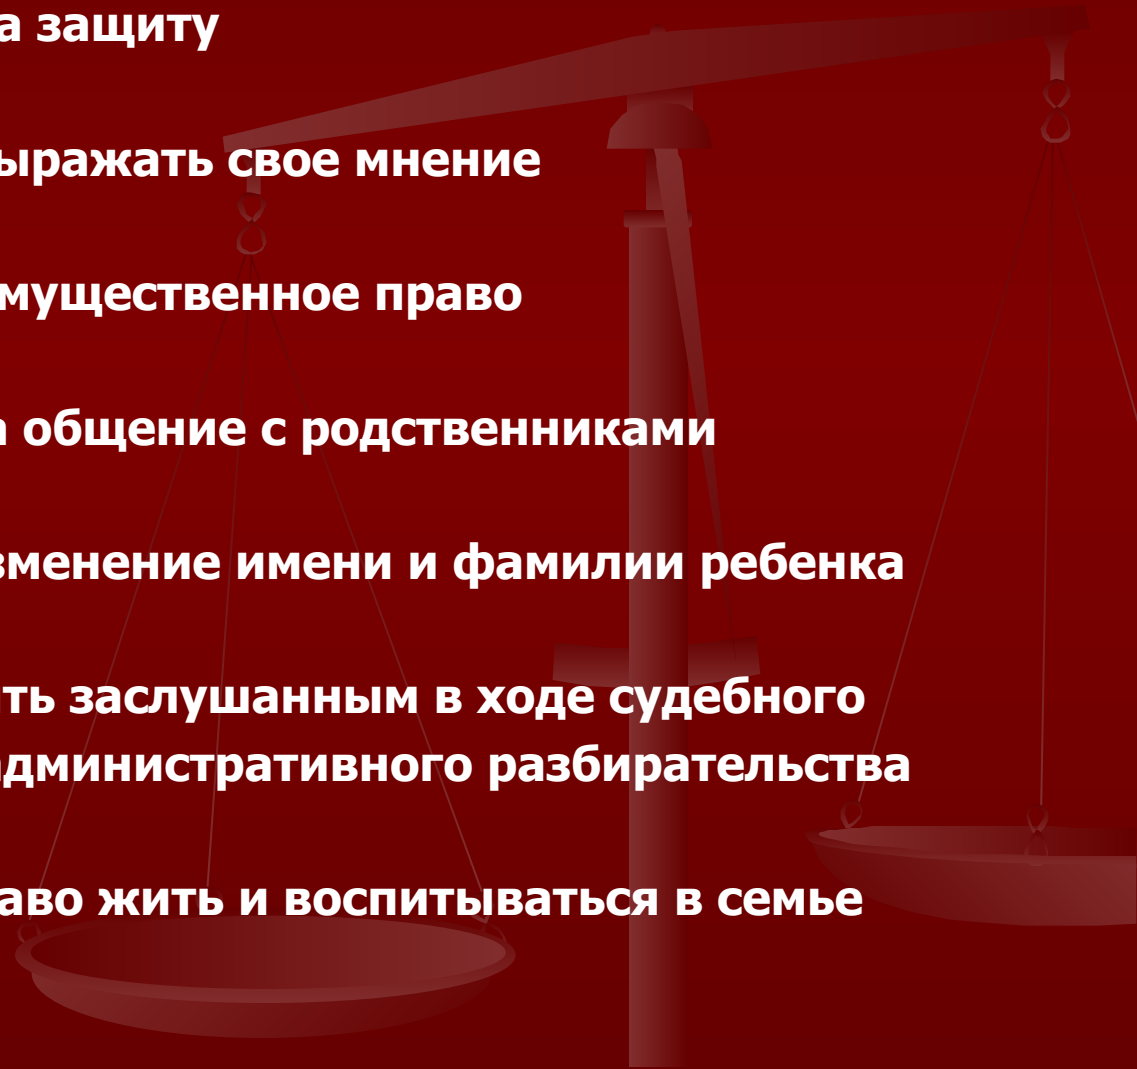 а защиту
ыражать свое мнение
мущественное право
а общение с родственниками
зменение имени и фамилии ребенка
ть заслушанным в ходе судебного
административного разбирательства
аво жить и воспитываться в семье